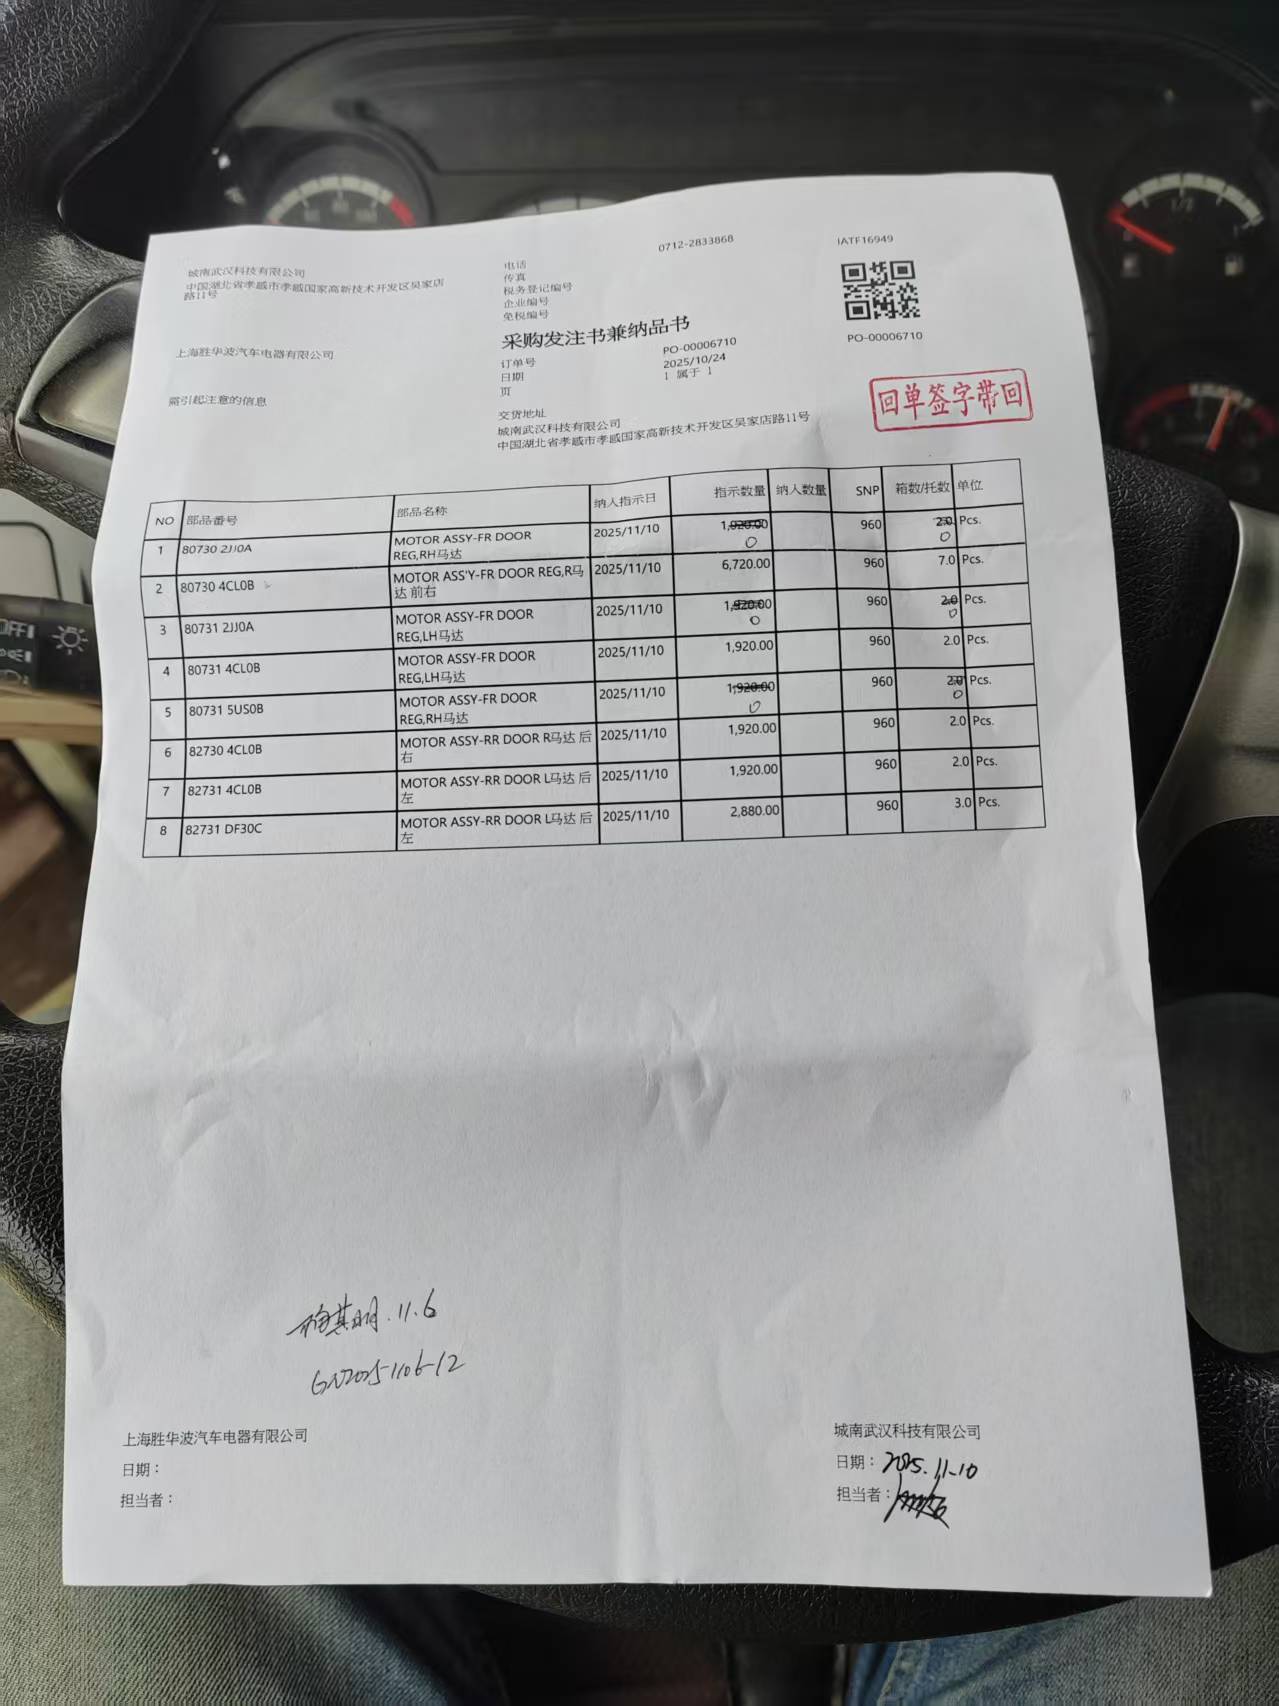 0712-2833868
IATF16949
城南武汉科技有限公司
中国湖北省孝感市孝感国家高新技术开发区吴家店
路11号
电话
传真
税务登记编号
企业编号
免税编号
采购发注书兼纳品书
PO-00006710
上海胜华波汽车电器有限公司
订单号 PO-00006710
日期 2025/10/24
页 1 属于 1
需引起注意的信息
回单签字带回
交货地址
城南武汉科技有限公司
中国湖北省孝感市孝感国家高新技术开发区吴家店路11号
NO 部品番号 部品名称 纳入指示日 指示数量 纳入数量 SNP 箱数/托数 单位
1 80730 2JJ0A MOTOR ASSY-FR DOOR 2025/11/10 1,920.00 960 2.0 Pcs.
REG,RH马达 0 0
2 80730 4CL0B MOTOR ASS'Y-FR DOOR REG,R马 2025/11/10 6,720.00 960 7.0 Pcs.
达 前右
3 80731 2JJ0A MOTOR ASSY-FR DOOR 2025/11/10 1,920.00 960 2.0 Pcs.
REG,LH马达 0 0
4 80731 4CL0B MOTOR ASSY-FR DOOR 2025/11/10 1,920.00 960 2.0 Pcs.
REG,LH马达
5 80731 5US0B MOTOR ASSY-FR DOOR 2025/11/10 1,920.00 960 2.0 Pcs.
REG,RH马达 0 0
6 82730 4CL0B MOTOR ASSY-RR DOOR R马达 后 2025/11/10 1,920.00 960 2.0 Pcs.
右
7 82731 4CL0B MOTOR ASSY-RR DOOR L马达 后 2025/11/10 1,920.00 960 2.0 Pcs.
左
8 82731 DF30C MOTOR ASSY-RR DOOR L马达 后 2025/11/10 2,880.00 960 3.0 Pcs.
左
梅其明.11.6
GN20251106-12
上海胜华波汽车电器有限公司
日期：
担当者：
城南武汉科技有限公司
日期：2025.11-10
担当者：
OFF
1/2